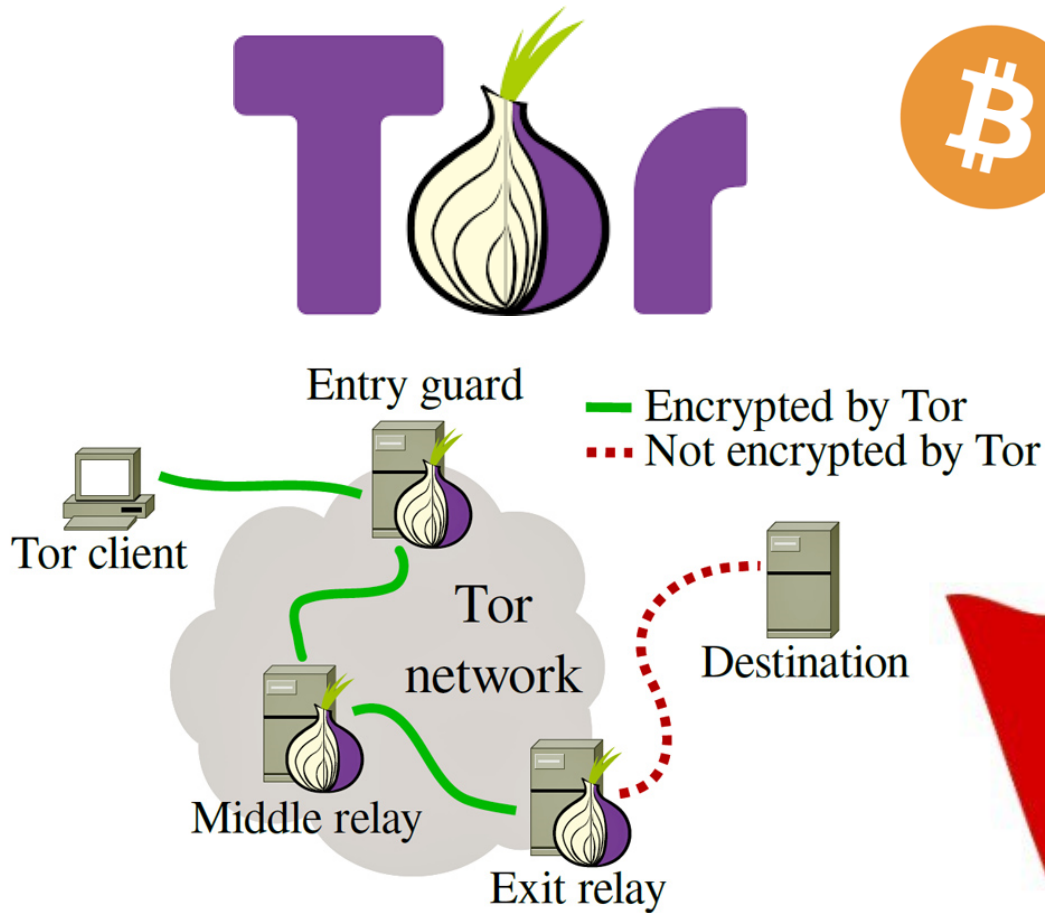 Tor
Entry guard
Encrypted by Tor
Not encrypted by Tor
Tor client
Tor
network
Destination
Middle relay
Exit relay